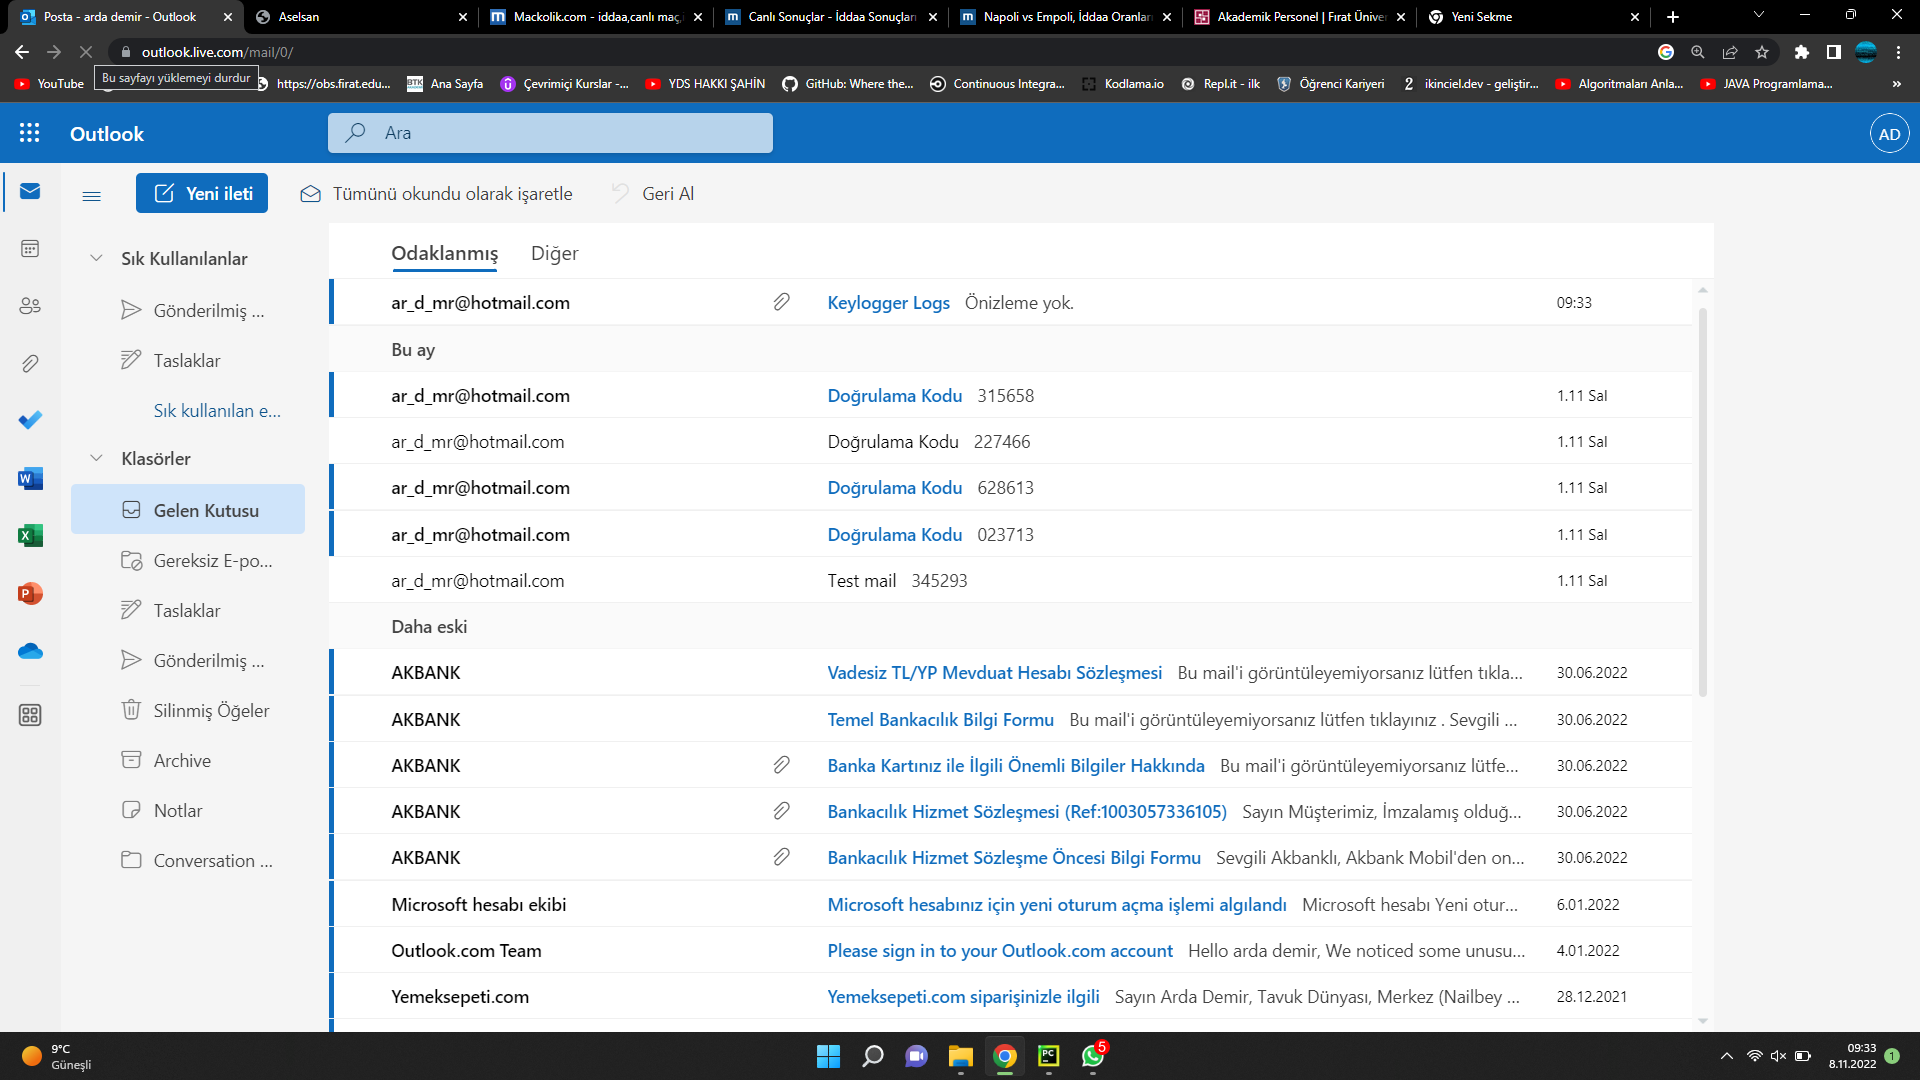 Posta - arda demir - Outlook
Aselsan
Mackolik.com - iddaa,canlı maç,i
Canlı Sonuçlar - İddaa Sonuçları
Napoli vs Empoli, İddaa Oranları
Akademik Personel | Fırat Üniver
Yeni Sekme
outlook.live.com/mail/0/
Bu sayfayı yüklemeyi durdur
YouTube
https://obs.firat.edu...
BTK
Ana Sayfa
Çevrimiçi Kurslar -...
YDS HAKKI ŞAHİN
GitHub: Where the...
Continuous Integra...
Kodlama.io
Repl.it - ilk
Öğrenci Kariyeri
ikinciel.dev - geliştir...
Algoritmaları Anla...
JAVA Programlama...
»
Outlook
Ara
AD
Yeni ileti
Tümünü okundu olarak işaretle
Geri Al
Sık Kullanılanlar
Gönderilmiş ...
Taslaklar
Sık kullanılan e...
Klasörler
Gelen Kutusu
Gereksiz E-po...
Taslaklar
Gönderilmiş ...
Silinmiş Öğeler
Archive
Notlar
Conversation ...
Odaklanmış Diğer
ar_d_mr@hotmail.com Keylogger Logs Önizleme yok. 09:33
Bu ay
ar_d_mr@hotmail.com Doğrulama Kodu 315658 1.11 Sal
ar_d_mr@hotmail.com Doğrulama Kodu 227466 1.11 Sal
ar_d_mr@hotmail.com Doğrulama Kodu 628613 1.11 Sal
ar_d_mr@hotmail.com Doğrulama Kodu 023713 1.11 Sal
ar_d_mr@hotmail.com Test mail 345293 1.11 Sal
Daha eski
AKBANK Vadesiz TL/YP Mevduat Hesabı Sözleşmesi Bu mail'i görüntüleyemiyorsanız lütfen tıkla... 30.06.2022
AKBANK Temel Bankacılık Bilgi Formu Bu mail'i görüntüleyemiyorsanız lütfen tıklayınız . Sevgili ... 30.06.2022
AKBANK Banka Kartınız ile İlgili Önemli Bilgiler Hakkında Bu mail'i görüntüleyemiyorsanız lütfe... 30.06.2022
AKBANK Bankacılık Hizmet Sözleşmesi (Ref:1003057336105) Sayın Müşterimiz, İmzalamış olduğ... 30.06.2022
AKBANK Bankacılık Hizmet Sözleşme Öncesi Bilgi Formu Sevgili Akbanklı, Akbank Mobil'den on... 30.06.2022
Microsoft hesabı ekibi Microsoft hesabınız için yeni oturum açma işlemi algılandı Microsoft hesabı Yeni otur... 6.01.2022
Outlook.com Team Please sign in to your Outlook.com account Hello arda demir, We noticed some unusu... 4.01.2022
Yemeksepeti.com Yemeksepeti.com siparişinizle ilgili Sayın Arda Demir, Tavuk Dünyası, Merkez (Nailbey ... 28.12.2021
9°C
Güneşli
PC
5
09:33
8.11.2022
1